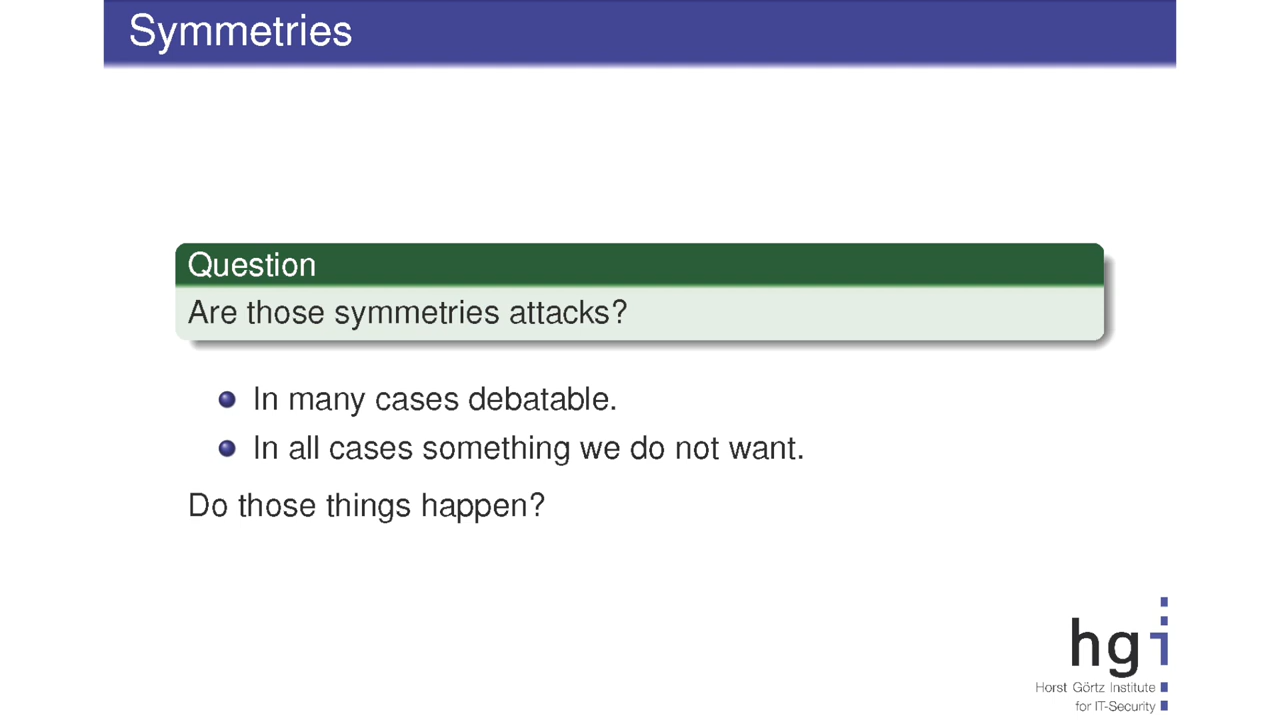 Symmetries
Question
Are those symmetries attacks?
In many cases debatable.
In all cases something we do not want.
Do those things happen?
hgi
Horst Görtz Institute
for IT-Security